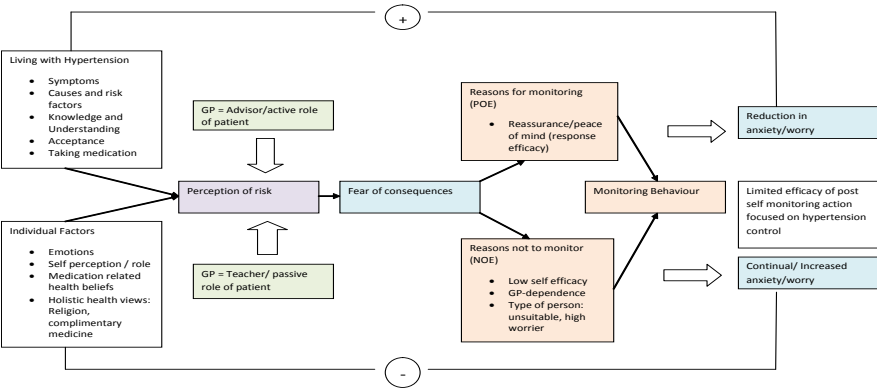 +
Living with Hypertension
• Symptoms
• Causes and risk
factors
• Knowledge and
Understanding
• Acceptance
• Taking medication
GP = Advisor/active role
of patient
Reasons for monitoring
(POE)
• Reassurance/peace
of mind (response
efficacy)
Reduction in
anxiety/worry
Perception of risk
Fear of consequences
Monitoring Behaviour
Limited efficacy of post
self monitoring action
focused on hypertension
control
Individual Factors
• Emotions
• Self perception / role
• Medication related
health beliefs
• Holistic health views:
Religion,
complimentary
medicine
GP = Teacher/ passive
role of patient
Reasons not to monitor
(NOE)
• Low self efficacy
• GP-dependence
• Type of person:
unsuitable, high
worrier
Continual/ Increased
anxiety/worry
-